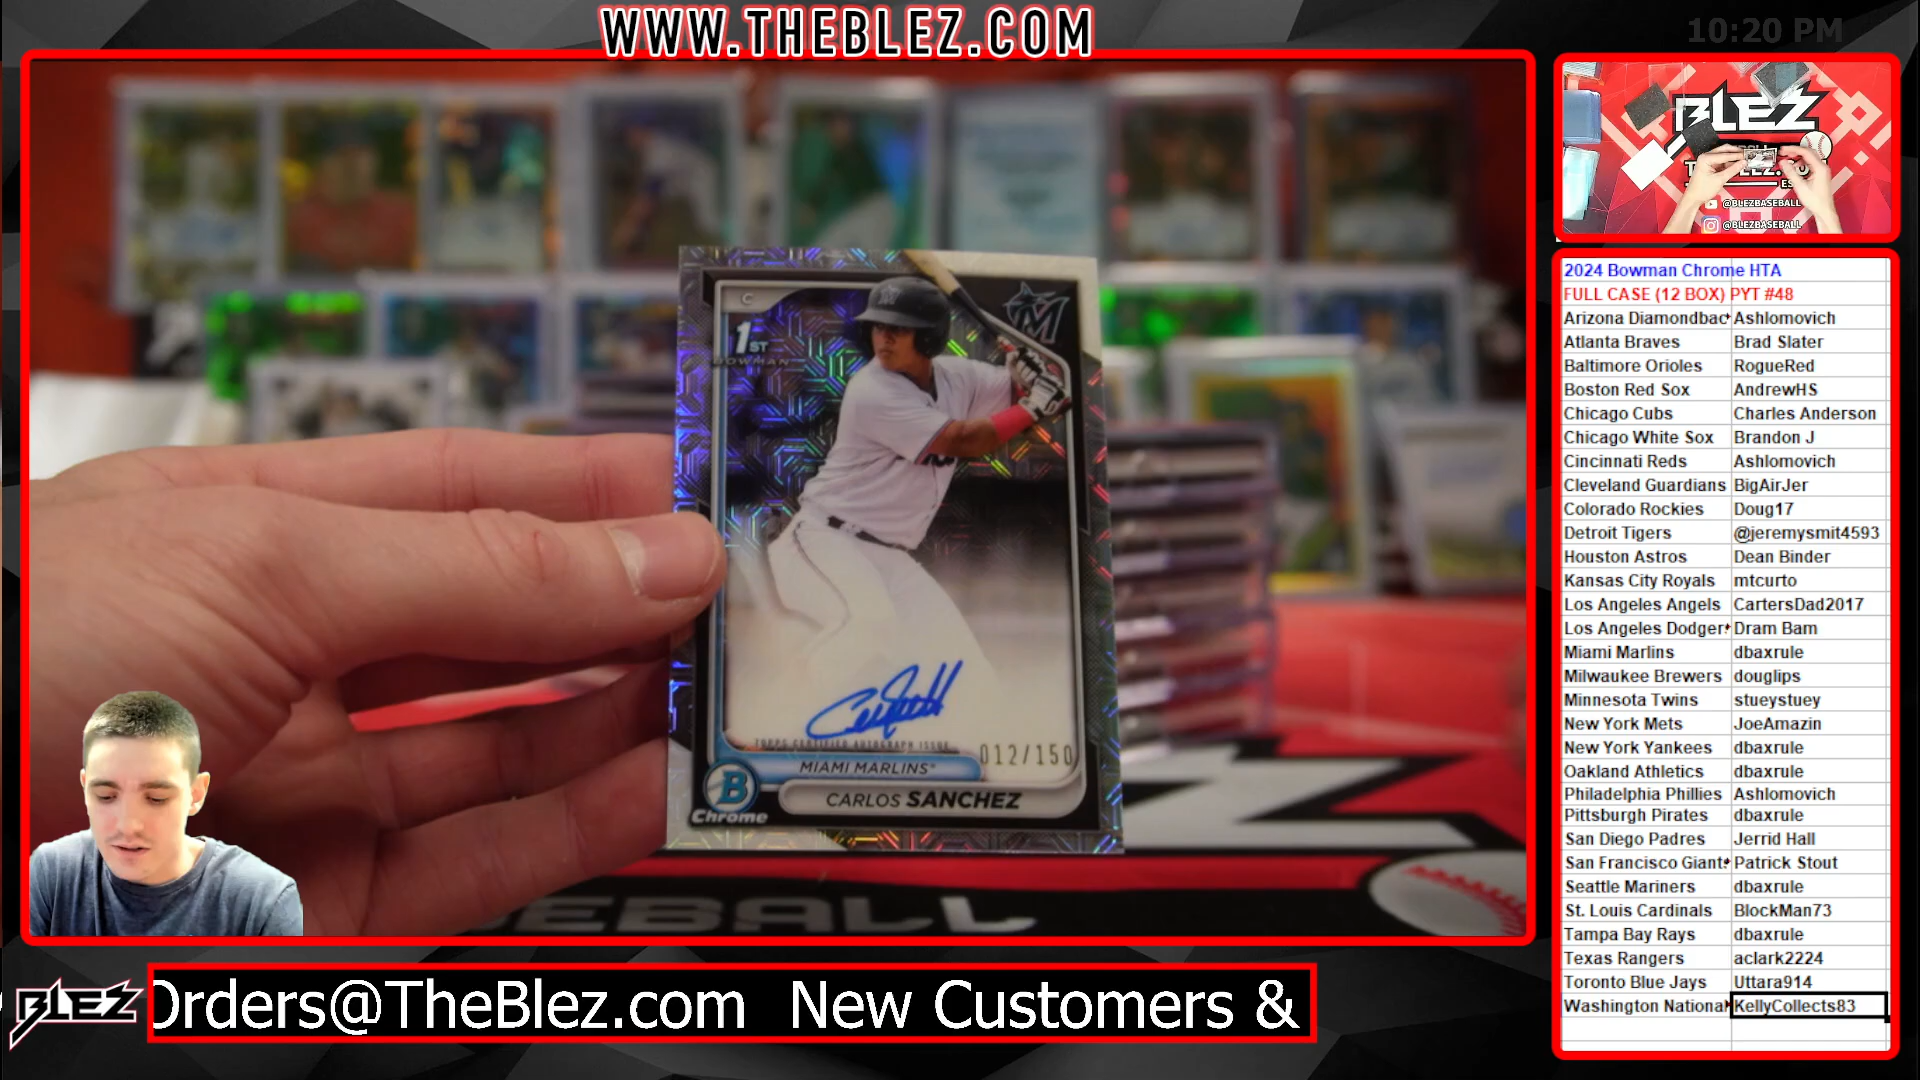 WWW.THEBLEZ.COM
10:20 PM
BLEZ
@BLEZBASEBALL
@BLEZBASEBALL
C
1ST
BOWMAN
TOPPS CERTIFIED AUTOGRAPH ISSUE
012/150
MIAMI MARLINS
B
Chrome
CARLOS SANCHEZ
2024 Bowman Chrome HTA
FULL CASE (12 BOX) PYT #48
Arizona Diamondbac Ashlomovich
Atlanta Braves Brad Slater
Baltimore Orioles RogueRed
Boston Red Sox AndrewHS
Chicago Cubs Charles Anderson
Chicago White Sox Brandon J
Cincinnati Reds Ashlomovich
Cleveland Guardians BigAirJer
Colorado Rockies Doug17
Detroit Tigers @jeremysmit4593
Houston Astros Dean Binder
Kansas City Royals mtcurto
Los Angeles Angels CartersDad2017
Los Angeles Dodger Dram Bam
Miami Marlins dbaxrule
Milwaukee Brewers douglips
Minnesota Twins stueystuey
New York Mets JoeAmazin
New York Yankees dbaxrule
Oakland Athletics dbaxrule
Philadelphia Phillies Ashlomovich
Pittsburgh Pirates dbaxrule
San Diego Padres Jerrid Hall
San Francisco Giant Patrick Stout
Seattle Mariners dbaxrule
St. Louis Cardinals BlockMan73
Tampa Bay Rays dbaxrule
Texas Rangers aclark2224
Toronto Blue Jays Uttara914
Washington National KellyCollects83
BLEZ
Orders@TheBlez.com New Customers &